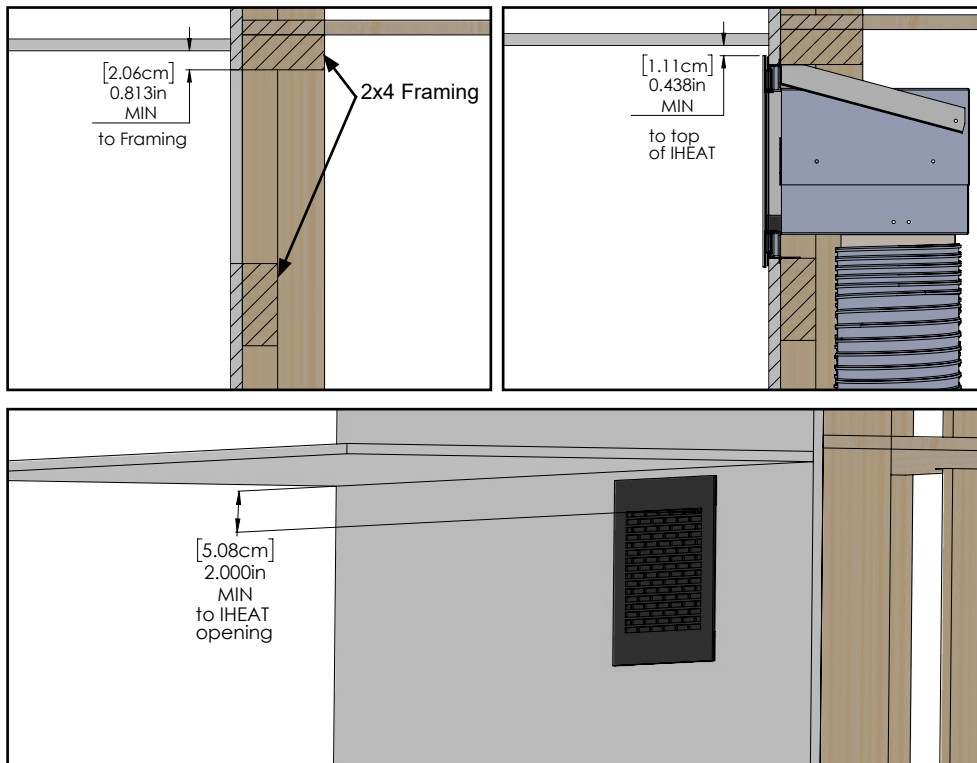 [2.06cm]
0.813in
MIN
to Framing
2x4 Framing
[1.11cm]
0.438in
MIN
to top
of IHEAT
[5.08cm]
2.000in
MIN
to IHEAT
opening